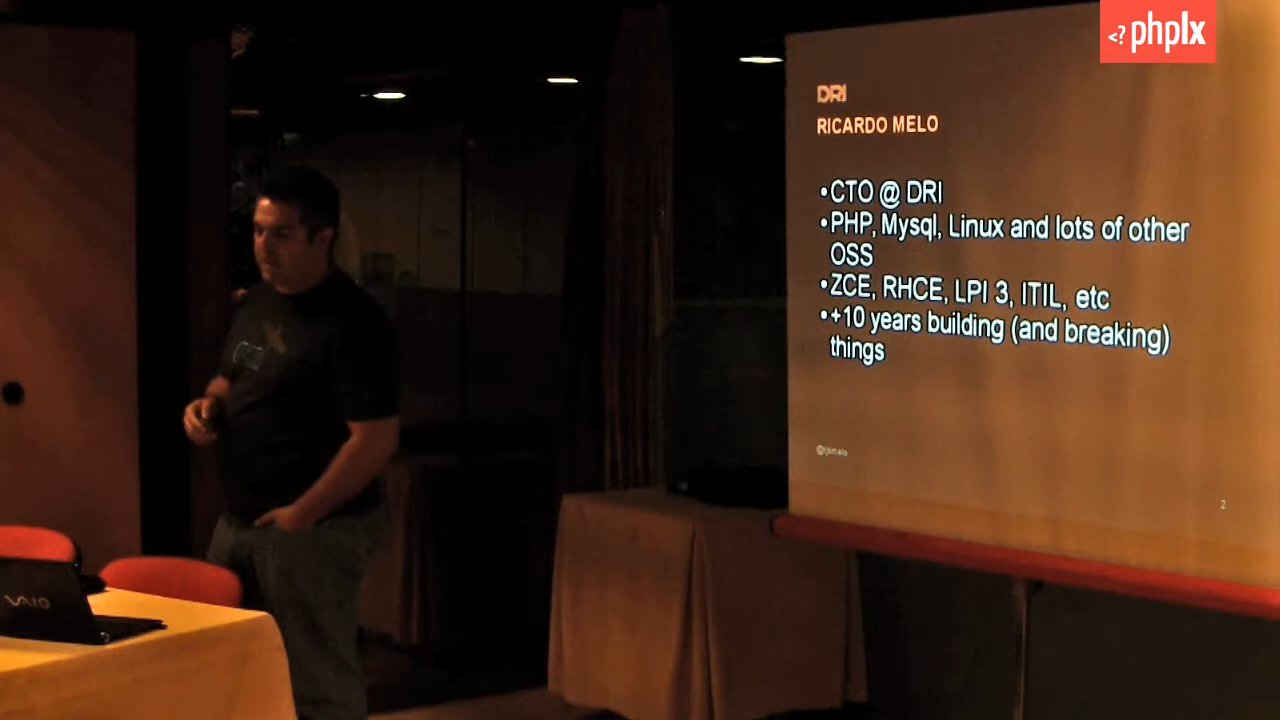 <? phplx
DRI
RICARDO MELO
•CTO @ DRI
•PHP, Mysql, Linux and lots of other
OSS
•ZCE, RHCE, LPI 3, ITIL, etc
•+10 years building (and breaking)
things
@rjsmelo
2
VAIO